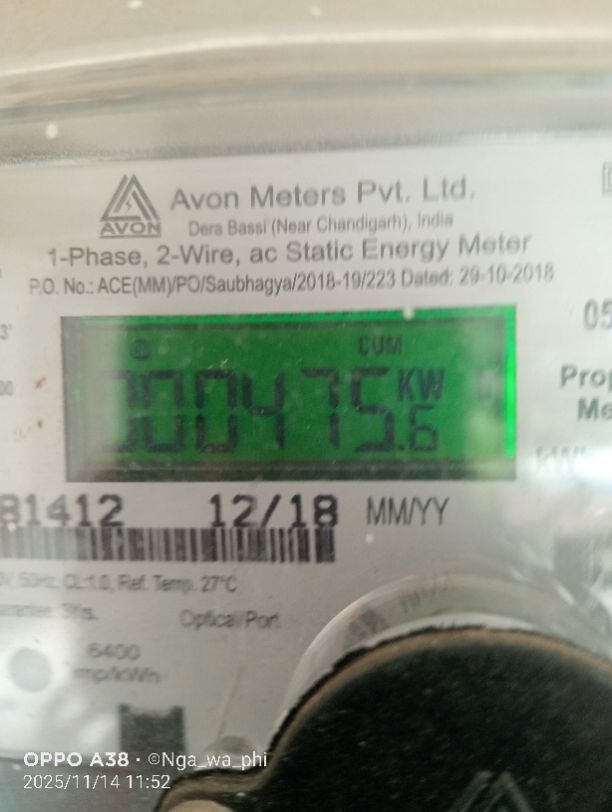 AVON
Avon Meters Pvt. Ltd.
Dera Bassi (Near Chandigarh), India
1-Phase, 2-Wire, ac Static Energy Meter
P.O. No.: ACE(MM)/PO/Saubhagya/2018-19/223 Dated: 29-10-2018
05
CUM
000475.6 KW
Prop
Me
81412 12/18 MM/YY
50Hz, CL:1.0, Ref. Temp. 27°C
Optical Port
6400
imp/kWh
OPPO A38 · ©Nga_wa_phi
2025/11/14 11:52